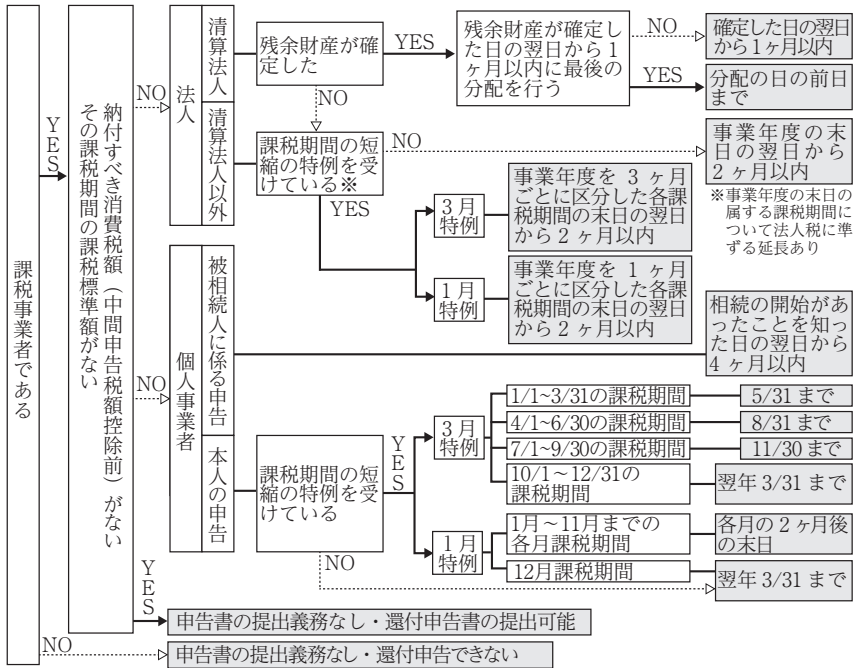 課税事業者である
YES
納付すべき消費税額（中間申告税額控除前）がない
その課税期間の課税標準額がない
NO
法人
清算法人
清算法人以外
残余財産が確
定した
YES
残余財産が確定し
た日の翌日から1
ヶ月以内に最後の
分配を行う
NO
確定した日の翌日
から1ヶ月以内
YES
分配の日の前日
まで
NO
課税期間の短
縮の特例を受
けている※
NO
事業年度の末
日の翌日から
2ヶ月以内
※事業年度の末日の
属する課税期間に
ついて法人税に準
ずる延長あり
YES
3月
特例
事業年度を3ヶ月
ごとに区分した各課
税期間の末日の翌日
から2ヶ月以内
1月
特例
事業年度を1ヶ月
ごとに区分した各課
税期間の末日の翌日
から2ヶ月以内
NO
個人事業者
被相続人に係る申告
相続の開始があ
ったことを知っ
た日の翌日から
4ヶ月以内
本人の申告
課税期間の短
縮の特例を受
けている
YES
3月
特例
1/1~3/31の課税期間
5/31まで
4/1~6/30の課税期間
8/31まで
7/1~9/30の課税期間
11/30まで
10/1～12/31の
課税期間
翌年3/31まで
1月
特例
1月～11月までの
各月課税期間
各月の2ヶ月後
の末日
12月課税期間
翌年3/31まで
NO
YES
申告書の提出義務なし・還付申告書の提出可能
NO
申告書の提出義務なし・還付申告できない